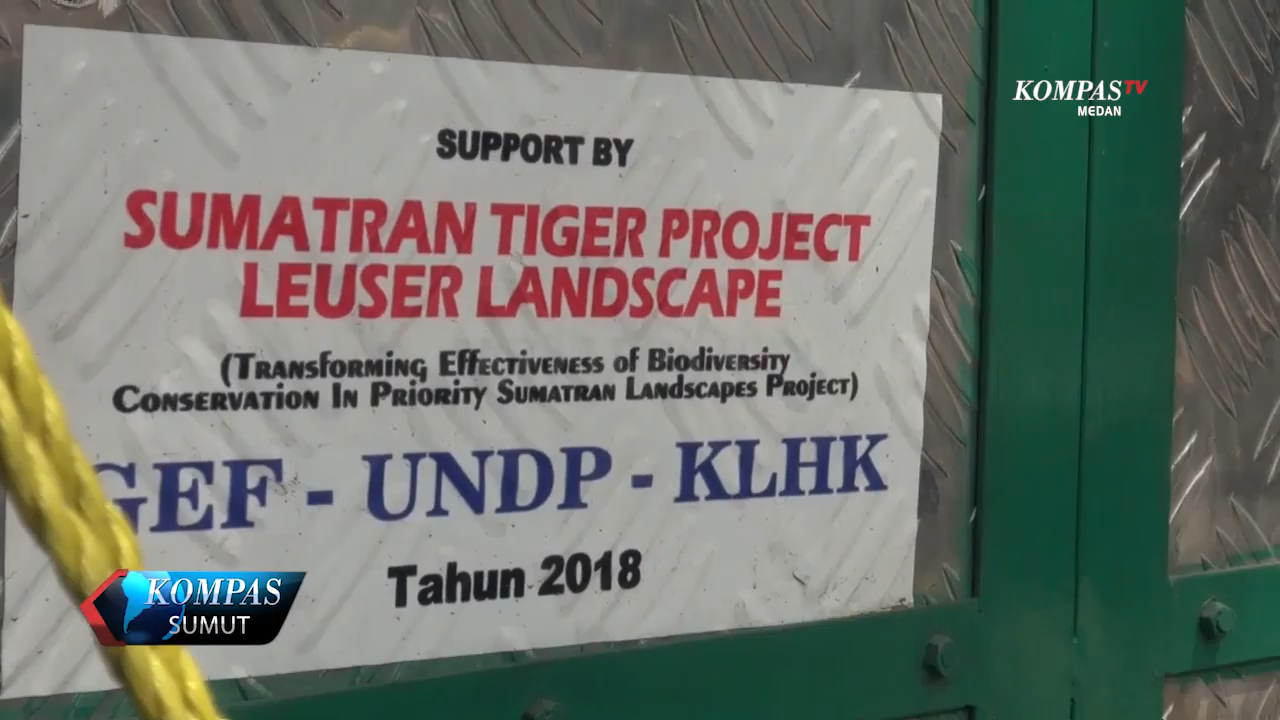 KOMPAS TV
MEDAN
SUPPORT BY
SUMATRAN TIGER PROJECT
LEUSER LANDSCAPE
(Transforming Effectiveness of Biodiversity
Conservation In Priority Sumatran Landscapes Project)
GEF - UNDP - KLHK
Tahun 2018
KOMPAS
SUMUT